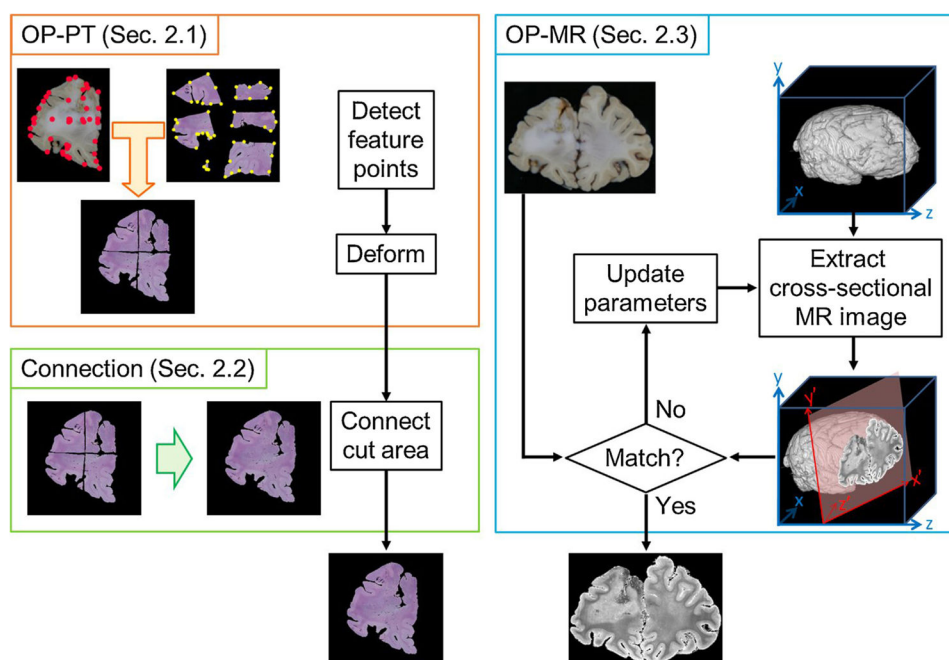 OP-PT (Sec. 2.1)
Detect
feature
points
Deform
Connection (Sec. 2.2)
Connect
cut area
OP-MR (Sec. 2.3)
y
x
z
Extract
cross-sectional
MR image
Update
parameters
No
Match?
Yes
y
y'
x
x'
z'
z